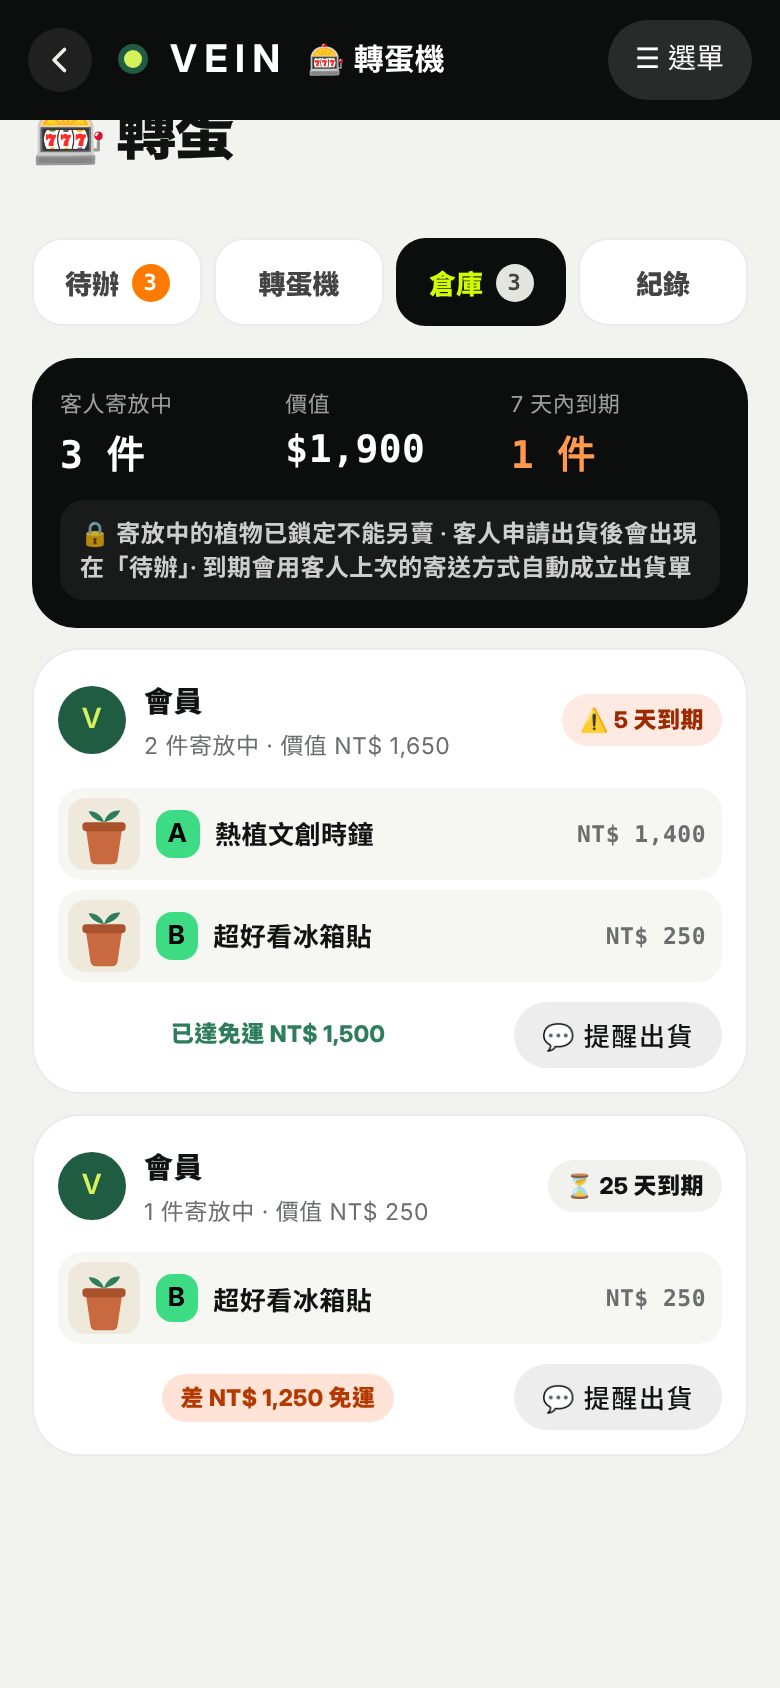 VEIN 🎰 轉蛋機
☰ 選單
🎰 轉蛋
待辦 3
轉蛋機
倉庫 3
紀錄
客人寄放中
3 件
價值
$1,900
7 天內到期
1 件
🔒 寄放中的植物已鎖定不能另賣 · 客人申請出貨後會出現
在「待辦」· 到期會用客人上次的寄送方式自動成立出貨單
V
會員
2 件寄放中 · 價值 NT$ 1,650
⚠️ 5 天到期
A 熱植文創時鐘
NT$ 1,400
B 超好看冰箱貼
NT$ 250
已達免運 NT$ 1,500
💬 提醒出貨
V
會員
1 件寄放中 · 價值 NT$ 250
⏳ 25 天到期
B 超好看冰箱貼
NT$ 250
差 NT$ 1,250 免運
💬 提醒出貨